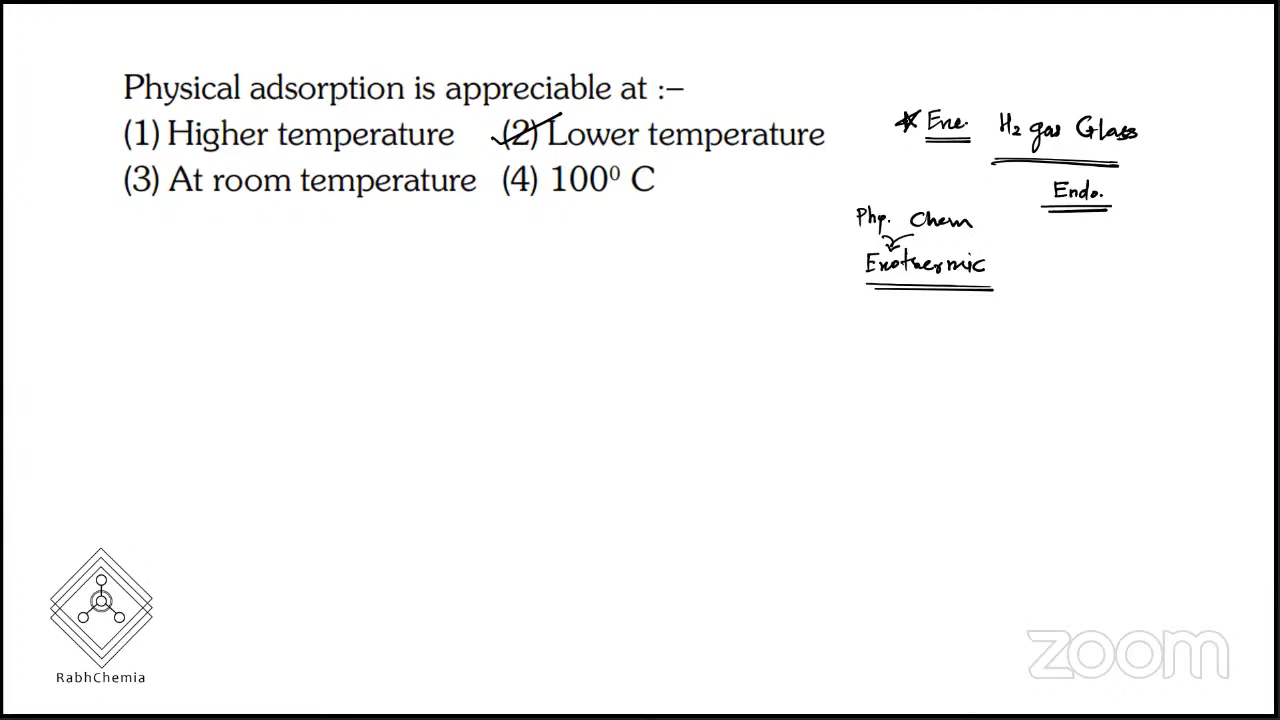 Physical adsorption is appreciable at :–
(1) Higher temperature (2) Lower temperature
(3) At room temperature (4) 100⁰ C
Exe. H₂ gas Glass
Endo.
Phy. Chem
Exothermic
RabhChemia
zoom